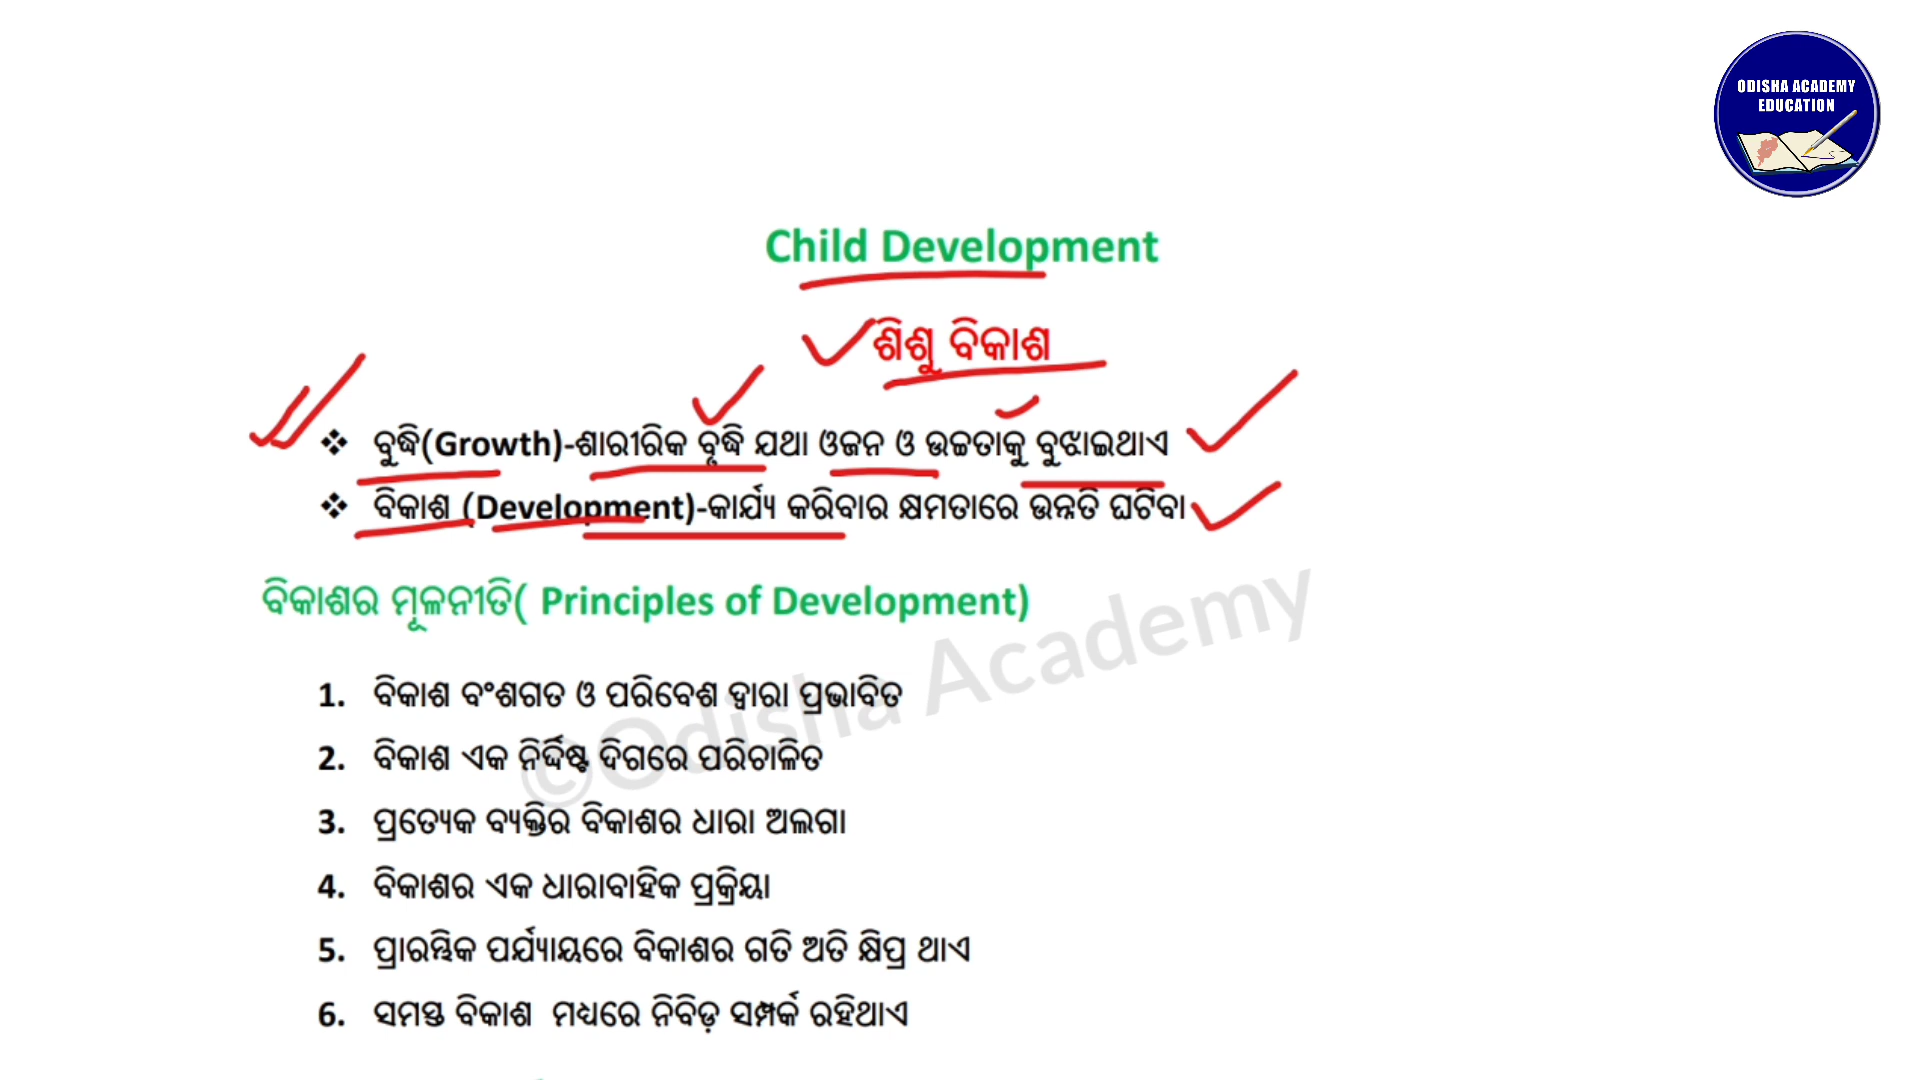 ODISHA ACADEMY
EDUCATION
Child Development
ଶିଶୁ ବିକାଶ
❖ ବୃଦ୍ଧି(Growth)-ଶାରୀରିକ ବୃଦ୍ଧି ଯଥା ଓଜନ ଓ ଉଚ୍ଚତାକୁ ବୁଝାଇଥାଏ
❖ ବିକାଶ (Development)-କାର୍ଯ୍ୟ କରିବାର କ୍ଷମତାରେ ଉନ୍ନତି ଘଟିବା
ବିକାଶର ମୂଳନୀତି( Principles of Development)
1. ବିକାଶ ବଂଶଗତ ଓ ପରିବେଶ ଦ୍ୱାରା ପ୍ରଭାବିତ
2. ବିକାଶ ଏକ ନିର୍ଦ୍ଦିଷ୍ଟ ଦିଗରେ ପରିଚାଳିତ
3. ପ୍ରତ୍ୟେକ ବ୍ୟକ୍ତିର ବିକାଶର ଧାରା ଅଲଗା
4. ବିକାଶର ଏକ ଧାରାବାହିକ ପ୍ରକ୍ରିୟା
5. ପ୍ରାରମ୍ଭିକ ପର୍ଯ୍ୟାୟରେ ବିକାଶର ଗତି ଅତି କ୍ଷିପ୍ର ଥାଏ
6. ସମସ୍ତ ବିକାଶ ମଧ୍ୟରେ ନିବିଡ଼ ସମ୍ପର୍କ ରହିଥାଏ
©Odisha Academy